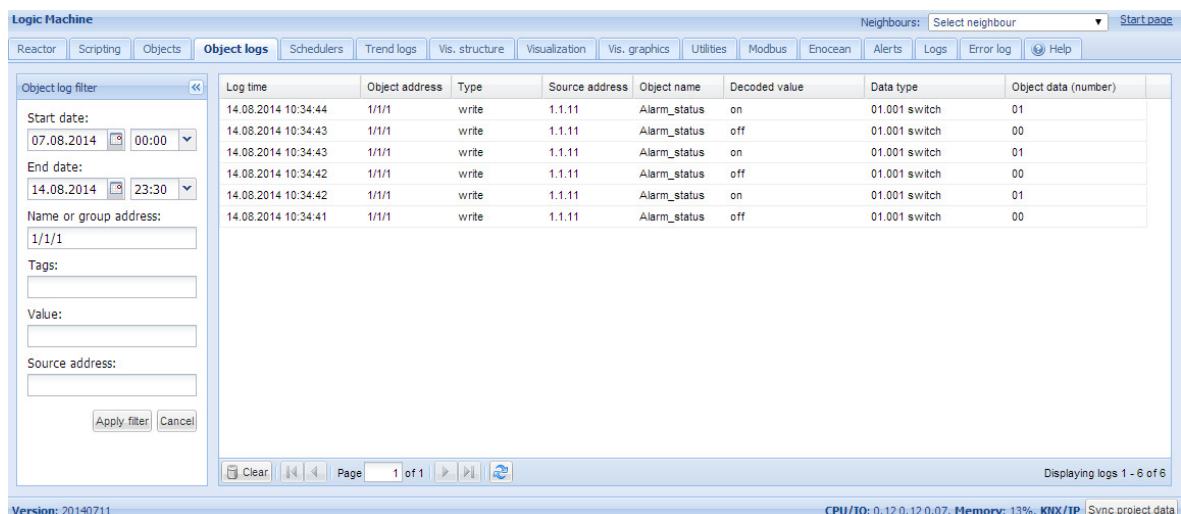 Logic Machine Neighbours: Select neighbour Start page
Reactor Scripting Objects Object logs Schedulers Trend logs Vis. structure Visualization Vis. graphics Utilities Modbus Enocean Alerts Logs Error log Help
Object log filter
Start date:
07.08.2014 00:00
End date:
14.08.2014 23:30
Name or group address:
1/1/1
Tags:
Value:
Source address:
Apply filter Cancel
Log time Object address Type Source address Object name Decoded value Data type Object data (number)
14.08.2014 10:34:44 1/1/1 write 1.1.11 Alarm_status on 01.001 switch 01
14.08.2014 10:34:43 1/1/1 write 1.1.11 Alarm_status off 01.001 switch 00
14.08.2014 10:34:43 1/1/1 write 1.1.11 Alarm_status on 01.001 switch 01
14.08.2014 10:34:42 1/1/1 write 1.1.11 Alarm_status off 01.001 switch 00
14.08.2014 10:34:42 1/1/1 write 1.1.11 Alarm_status on 01.001 switch 01
14.08.2014 10:34:41 1/1/1 write 1.1.11 Alarm_status off 01.001 switch 00
Clear Page 1 of 1 Displaying logs 1 - 6 of 6
Version: 20140711 CPU/IO: 0.12 0.12 0.07, Memory: 13%, KNX/IP Sync project data